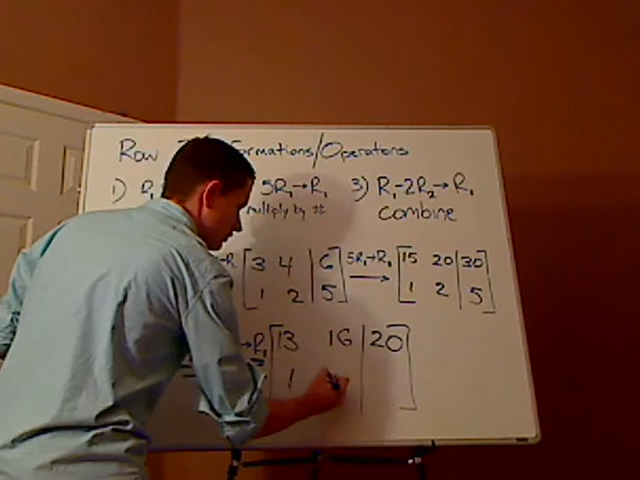 Row formations/Operations
1) R 5R₁→R₁ 3) R₁-2R₂→R₁
multiply by # combine
R [3 4 | 6] 5R₁→R₁ [15 20 | 30]
[1 2 | 5] → [1 2 | 5]
→R₁ [13 16 | 20]
1